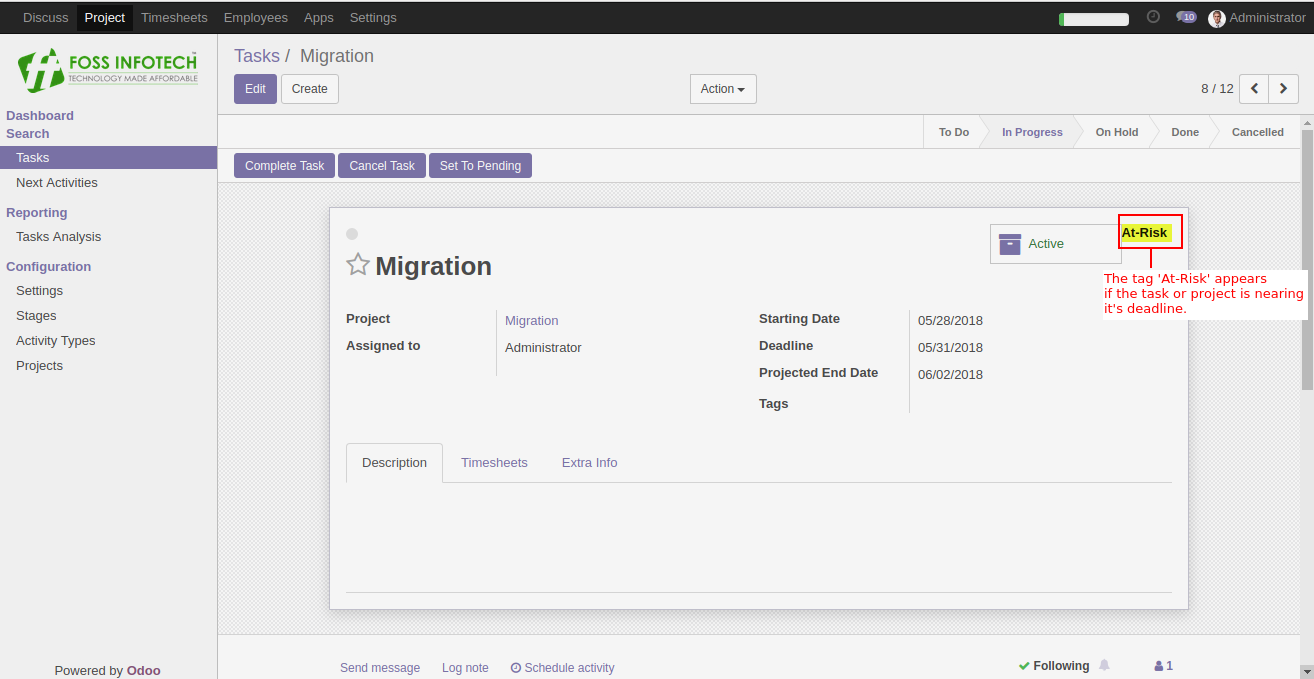 Discuss Project Timesheets Employees Apps Settings 10 Administrator
FOSS INFOTECH™
TECHNOLOGY MADE AFFORDABLE
Dashboard
Search
Tasks
Next Activities
Reporting
Tasks Analysis
Configuration
Settings
Stages
Activity Types
Projects
Powered by Odoo
Tasks / Migration
Edit Create Action 8 / 12
To Do In Progress On Hold Done Cancelled
Complete Task Cancel Task Set To Pending
Active
At-Risk
The tag 'At-Risk' appears
if the task or project is nearing
it's deadline.
Migration
Project Migration
Assigned to Administrator
Starting Date 05/28/2018
Deadline 05/31/2018
Projected End Date 06/02/2018
Tags
Description Timesheets Extra Info
Send message Log note Schedule activity Following 1